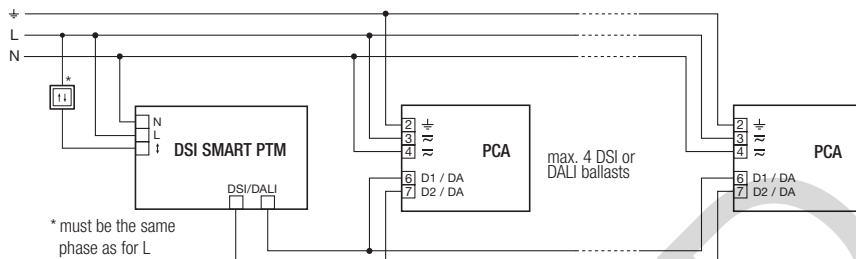 L
N
*
N
L
DSI SMART PTM
DSI/DALI
* must be the same
phase as for L
2
3
4
PCA
6 D1 / DA
7 D2 / DA
max. 4 DSI or
DALI ballasts
2
3
4
PCA
6 D1 / DA
7 D2 / DA